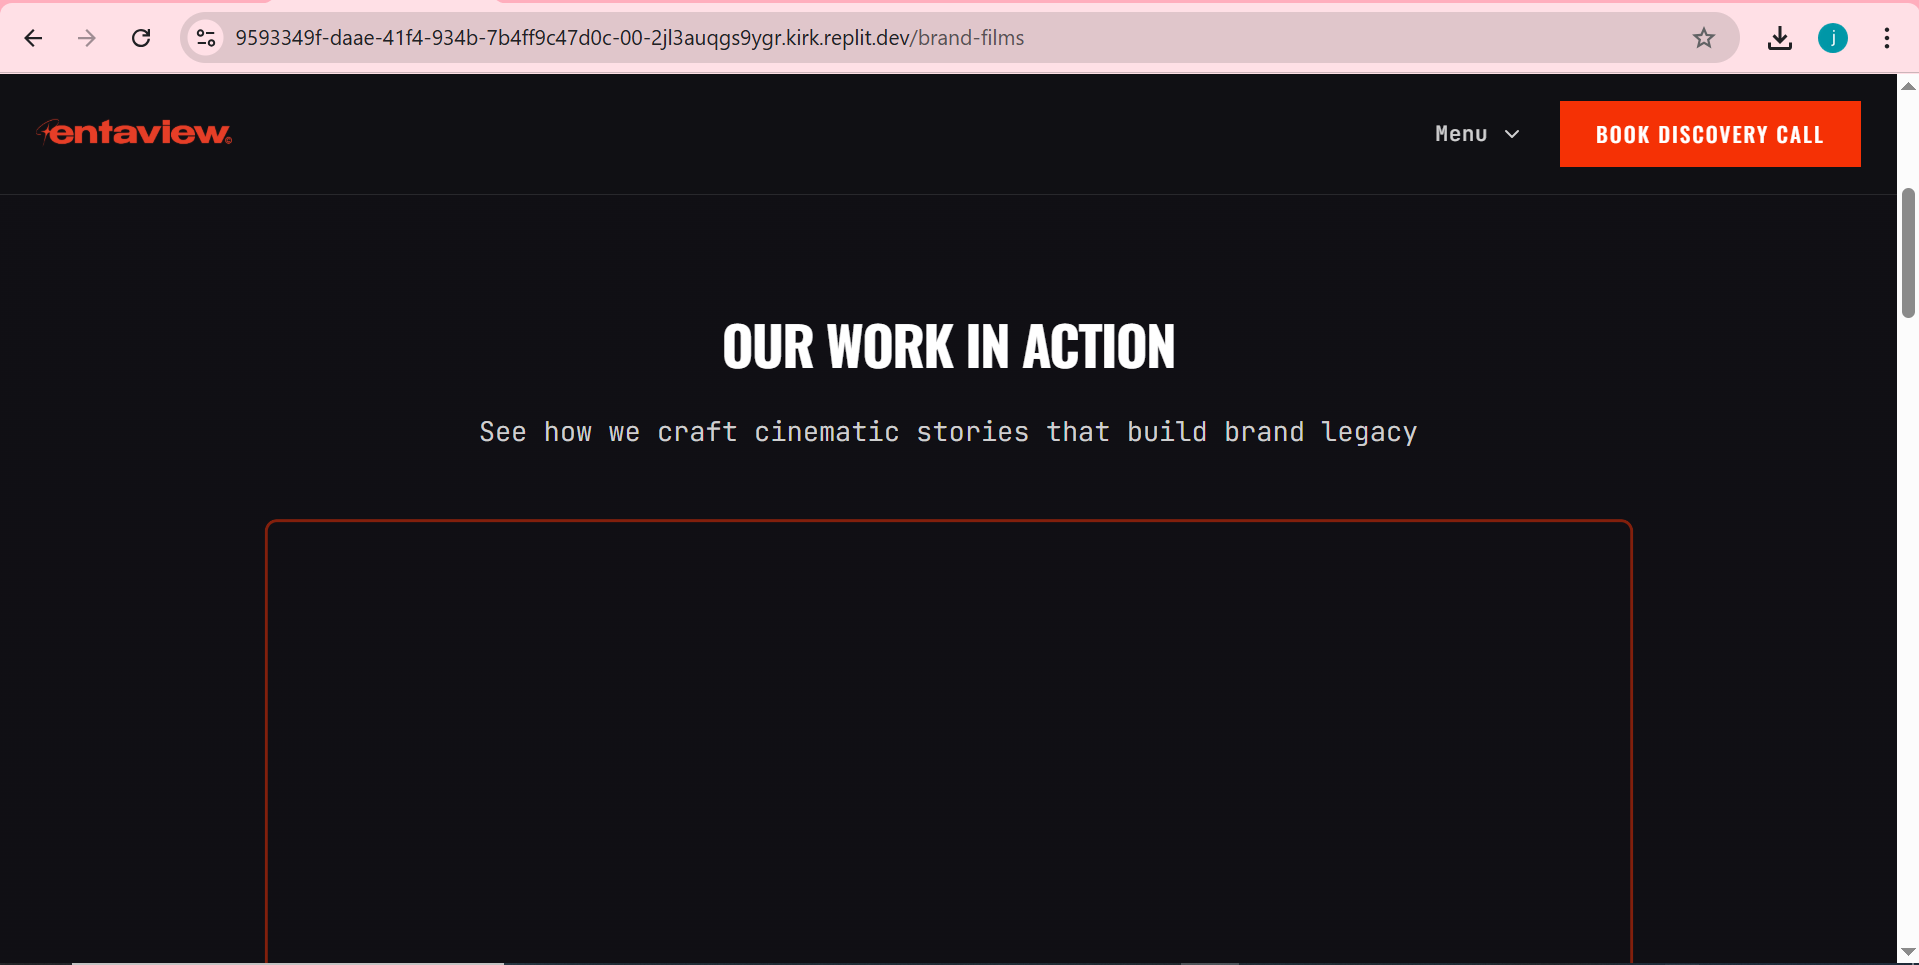 9593349f-daae-41f4-934b-7b4ff9c47d0c-00-2jl3auqgs9ygr.kirk.replit.dev/brand-films
j
entaview.©
Menu
BOOK DISCOVERY CALL
OUR WORK IN ACTION
See how we craft cinematic stories that build brand legacy